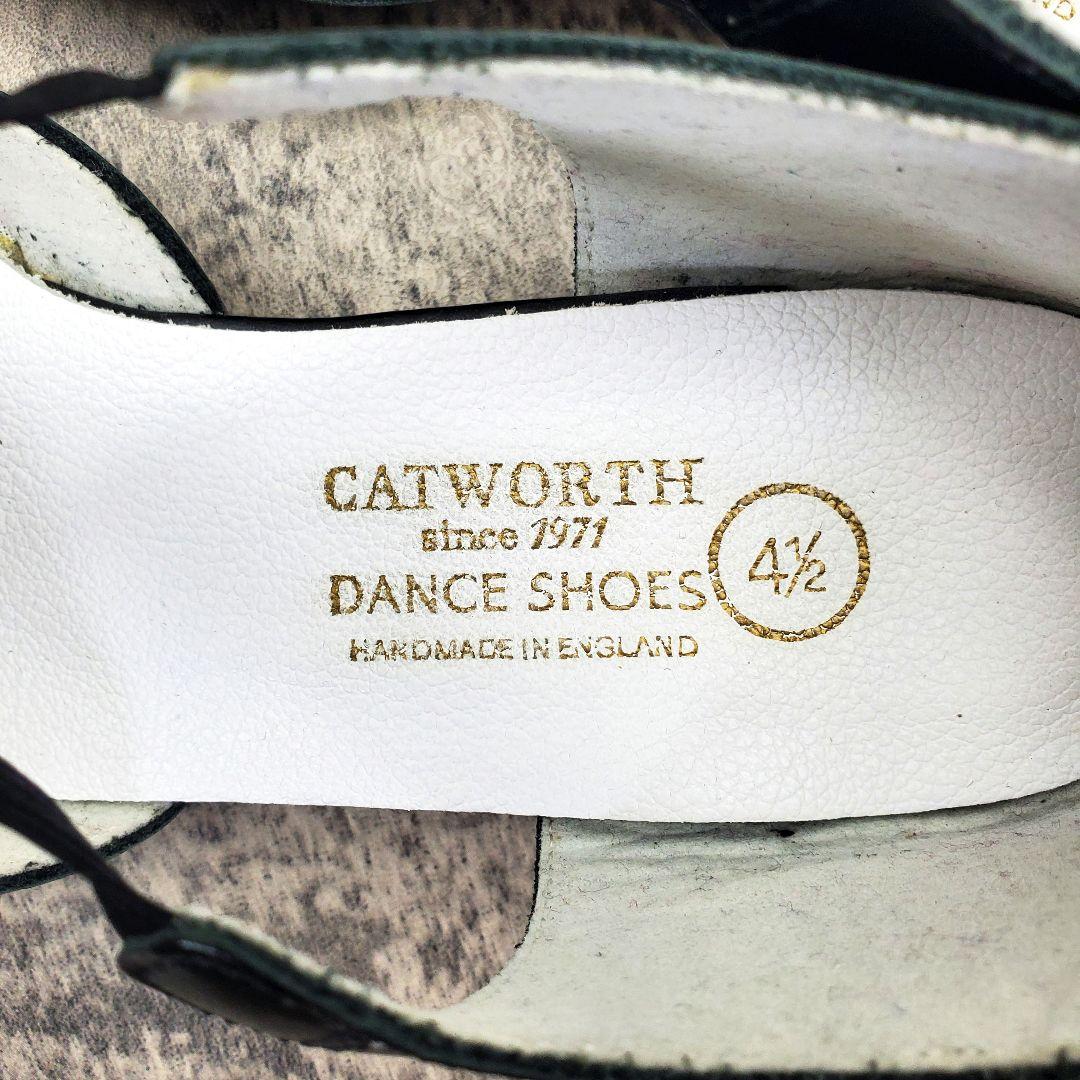 CATWORTH
since 1971
DANCE SHOES
HANDMADE IN ENGLAND
4½